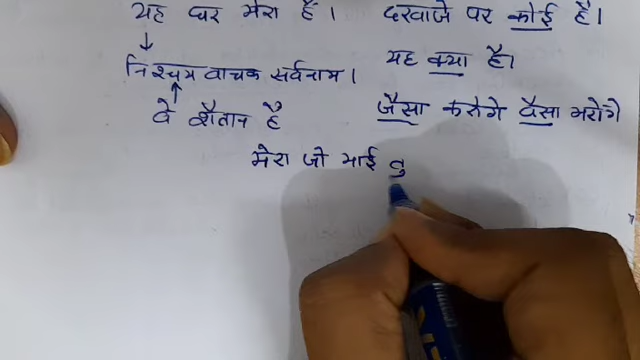 यह घर मेरा है। दरवाजे पर कोई है।
निश्चय वाचक सर्वनाम। यह क्या है।
वे शैतान है जैसा करोगे वैसा भरोगे
मेरा जो भाई